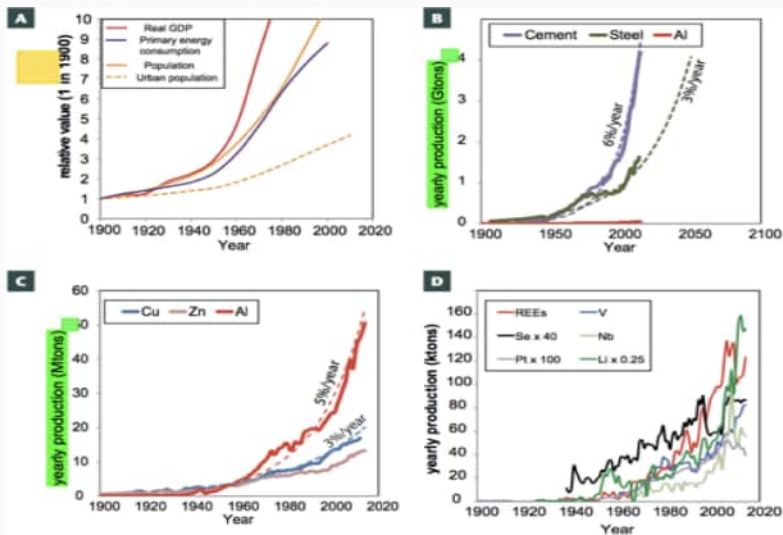 A
relative value (1 in 1900)
10
9
8
7
6
5
4
3
2
1
0
Real GDP
Primary energy
consumption
Population
Urban population
1900 1920 1940 1960 1980 2000 2020
Year
B
yearly production (Gtons)
Cement Steel Al
4
3
2
1
0
6%/year
3%/year
1900 1950 2000 2050 2100
Year
C
yearly production (Mtons)
60
50
40
30
20
10
0
Cu Zn Al
5%/year
3%/year
1900 1920 1940 1960 1980 2000 2020
Year
D
yearly production (ktons)
160
140
120
100
80
60
40
20
0
REEs V
Se x 40 Nb
Pt x 100 Li x 0.25
1900 1920 1940 1960 1980 2000 2020
Year